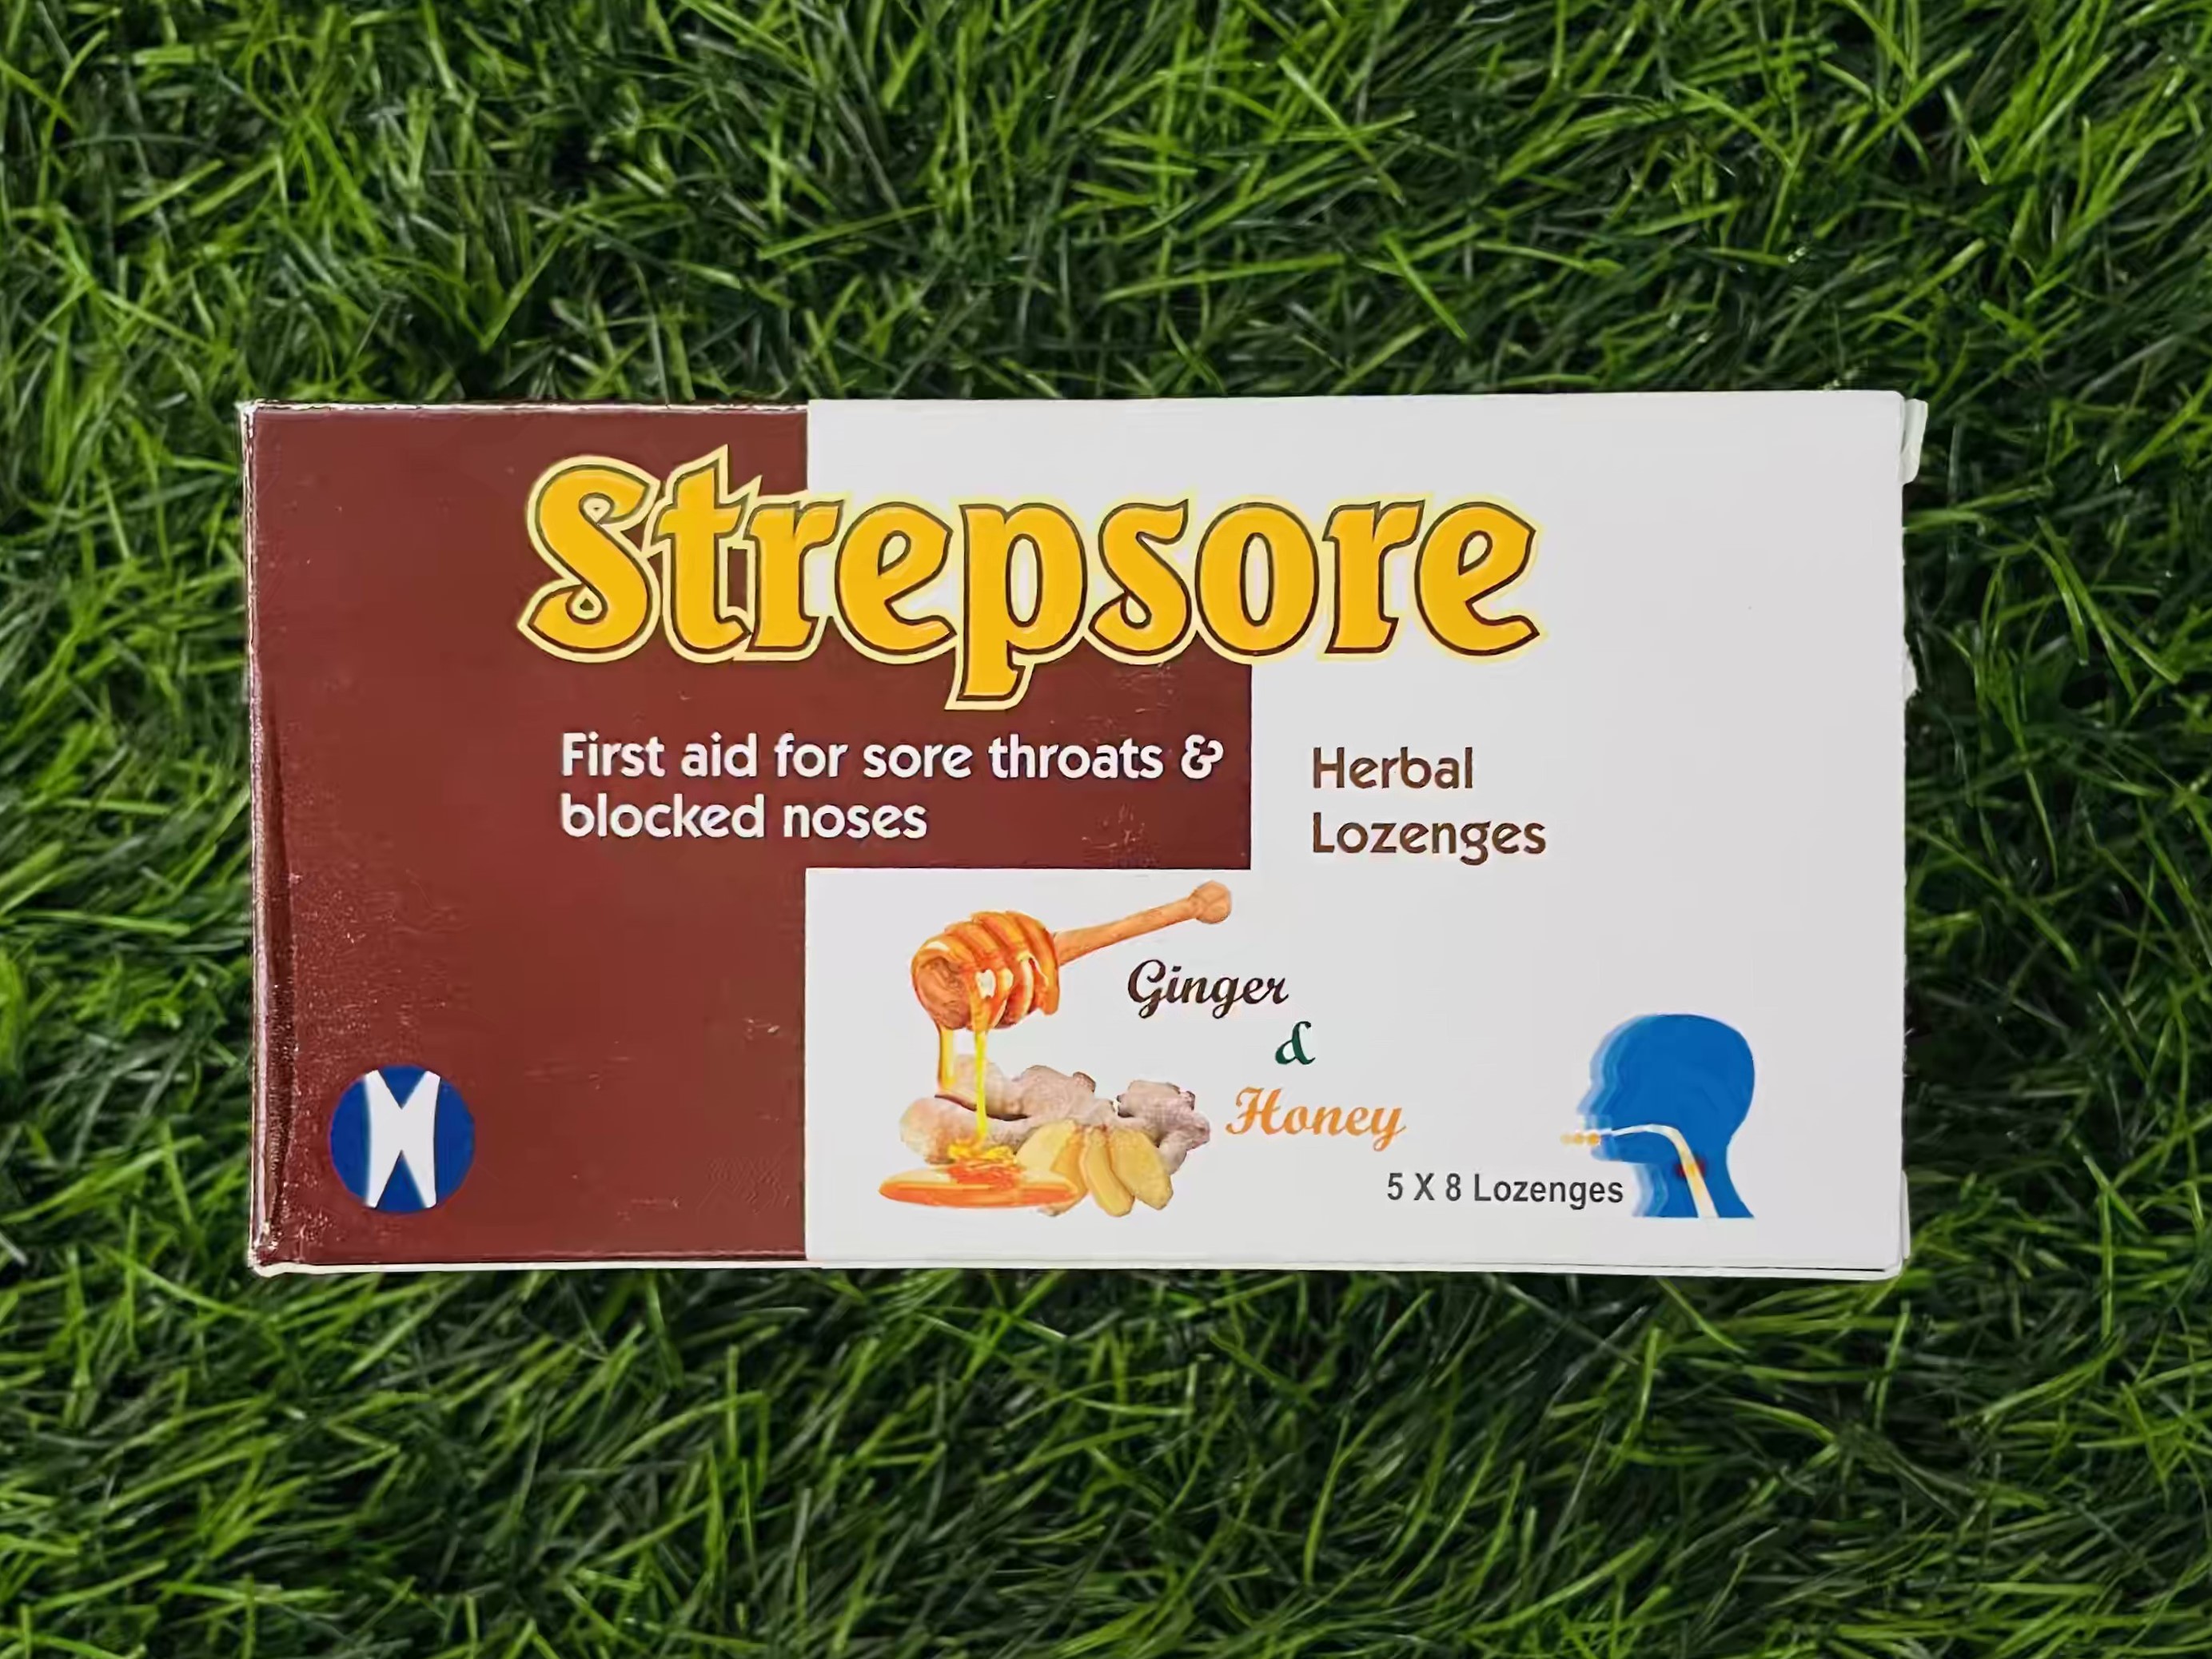 Strepsore
First aid for sore throats &
blocked noses
Herbal
Lozenges
Ginger
&
Honey
5 X 8 Lozenges